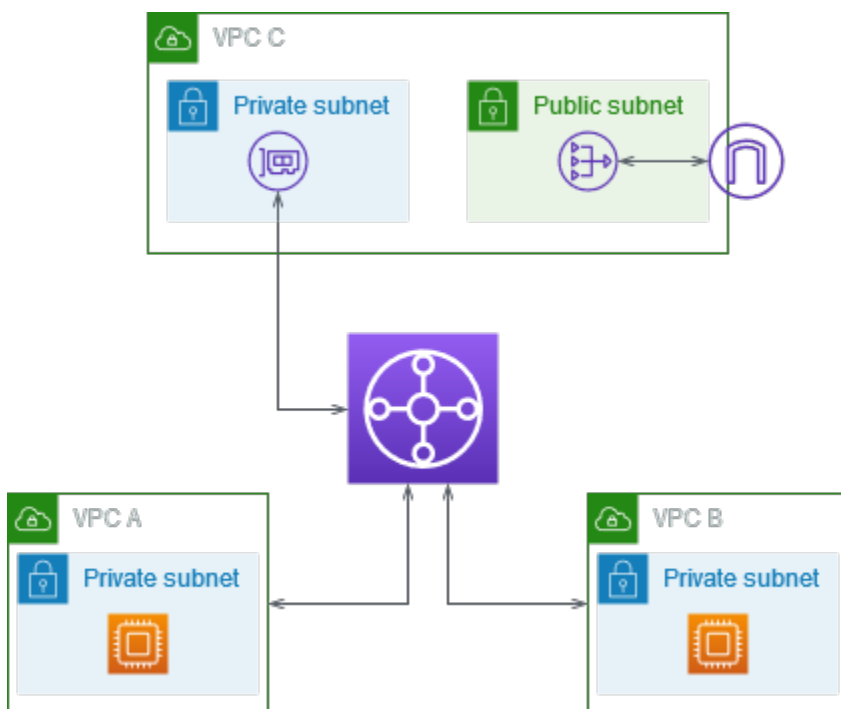 VPC C
Private subnet
Public subnet
VPC A
VPC B
Private subnet
Private subnet